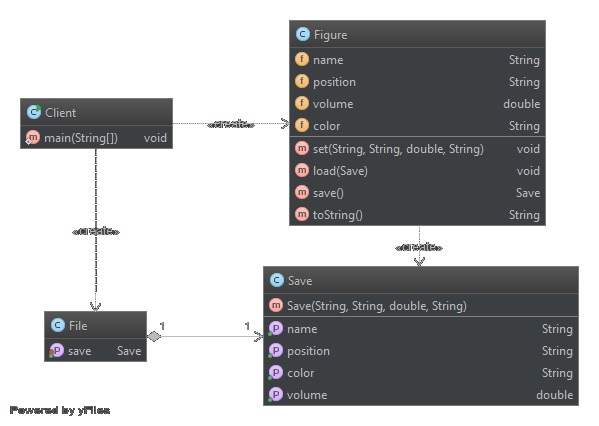 Figure
name String
position String
volume double
color String
set(String, String, double, String) void
load(Save) void
save() Save
toString() String
Client
main(String[]) void
«create»
«create»
«create»
Save
Save(String, String, double, String)
name String
position String
color String
volume double
File
save Save
1 1
Powered by yFiles